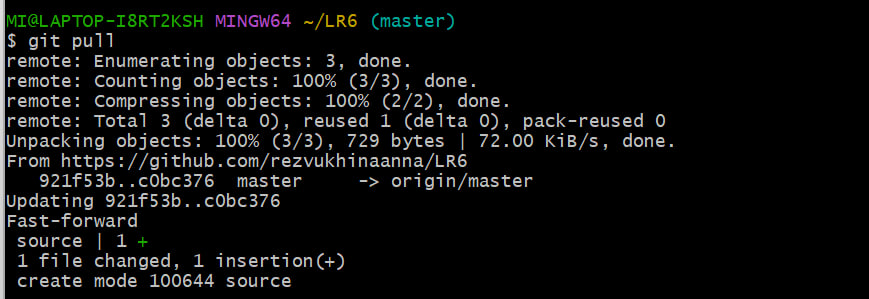 MI@LAPTOP-I8RT2KSH MINGW64 ~/LR6 (master)
$ git pull
remote: Enumerating objects: 3, done.
remote: Counting objects: 100% (3/3), done.
remote: Compressing objects: 100% (2/2), done.
remote: Total 3 (delta 0), reused 1 (delta 0), pack-reused 0
Unpacking objects: 100% (3/3), 729 bytes | 72.00 KiB/s, done.
From https://github.com/rezvukhinaanna/LR6
   921f53b..c0bc376  master     -> origin/master
Updating 921f53b..c0bc376
Fast-forward
 source | 1 +
 1 file changed, 1 insertion(+)
 create mode 100644 source